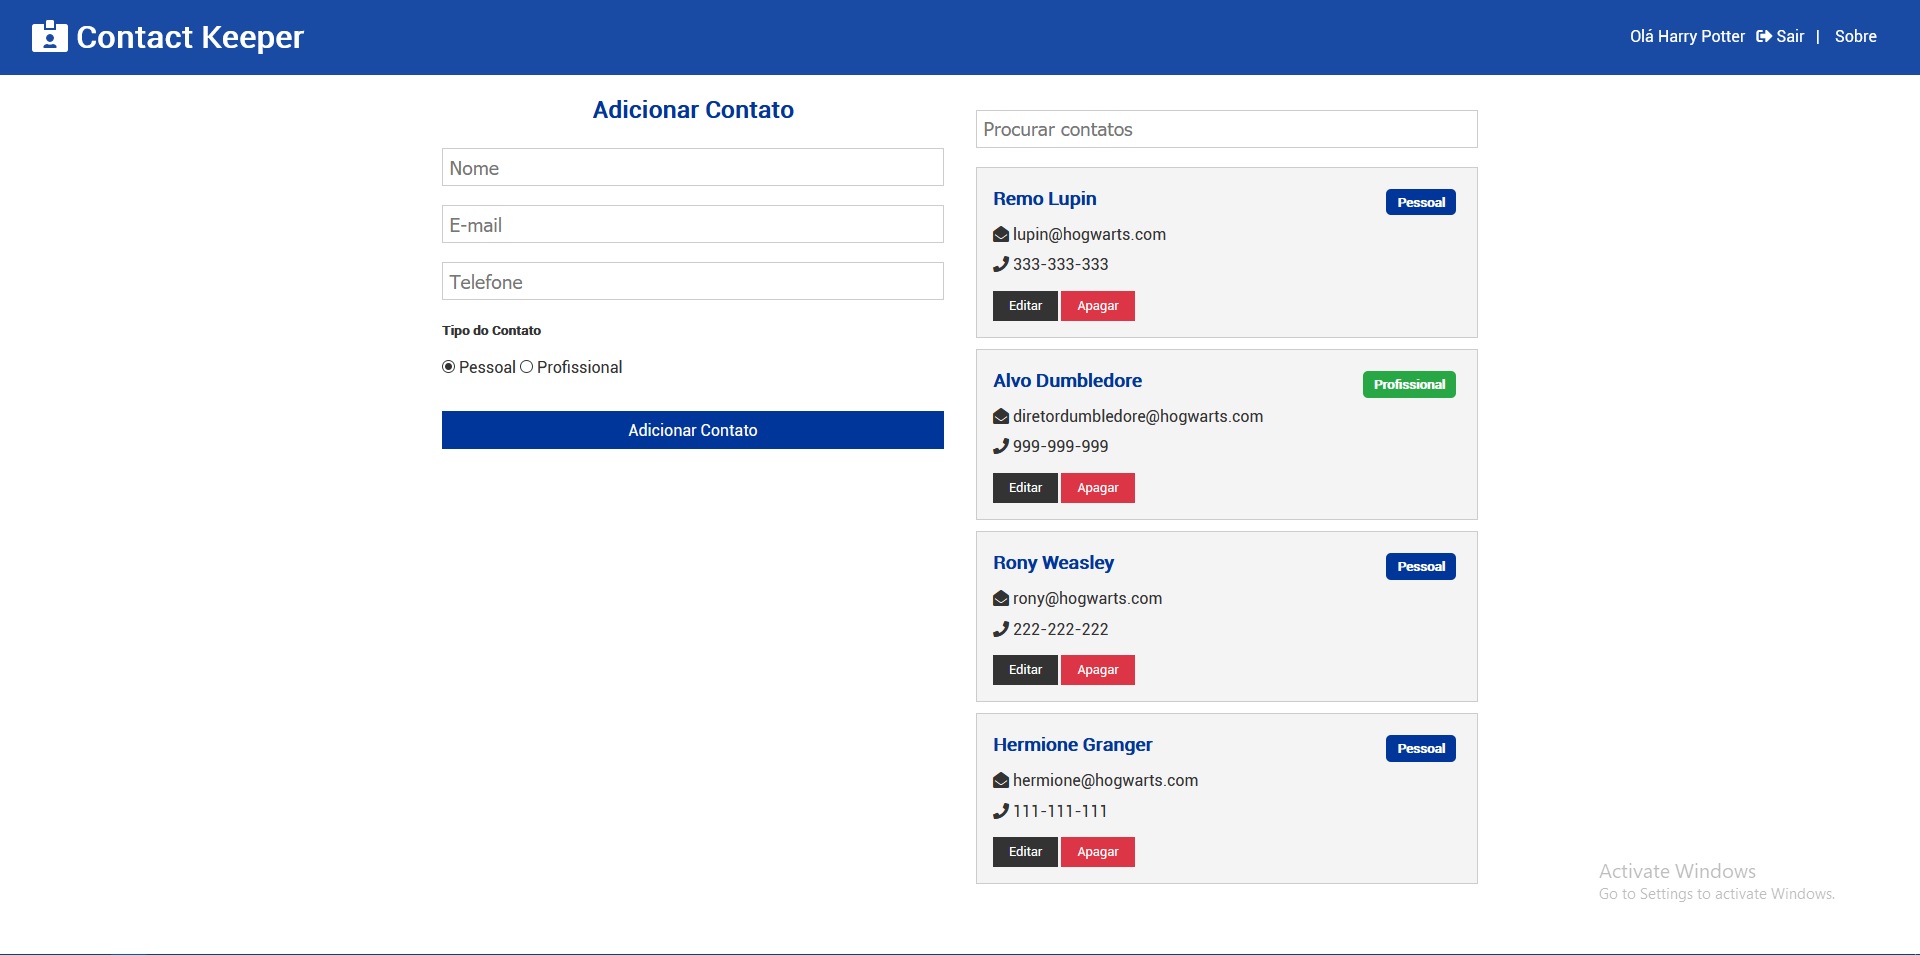 Contact Keeper
Olá Harry Potter Sair | Sobre
Adicionar Contato
Nome
E-mail
Telefone
Tipo do Contato
Pessoal Profissional
Adicionar Contato
Procurar contatos
Remo Lupin Pessoal
lupin@hogwarts.com
333-333-333
Editar Apagar
Alvo Dumbledore Profissional
diretordumbledore@hogwarts.com
999-999-999
Editar Apagar
Rony Weasley Pessoal
rony@hogwarts.com
222-222-222
Editar Apagar
Hermione Granger Pessoal
hermione@hogwarts.com
111-111-111
Editar Apagar
Activate Windows
Go to Settings to activate Windows.